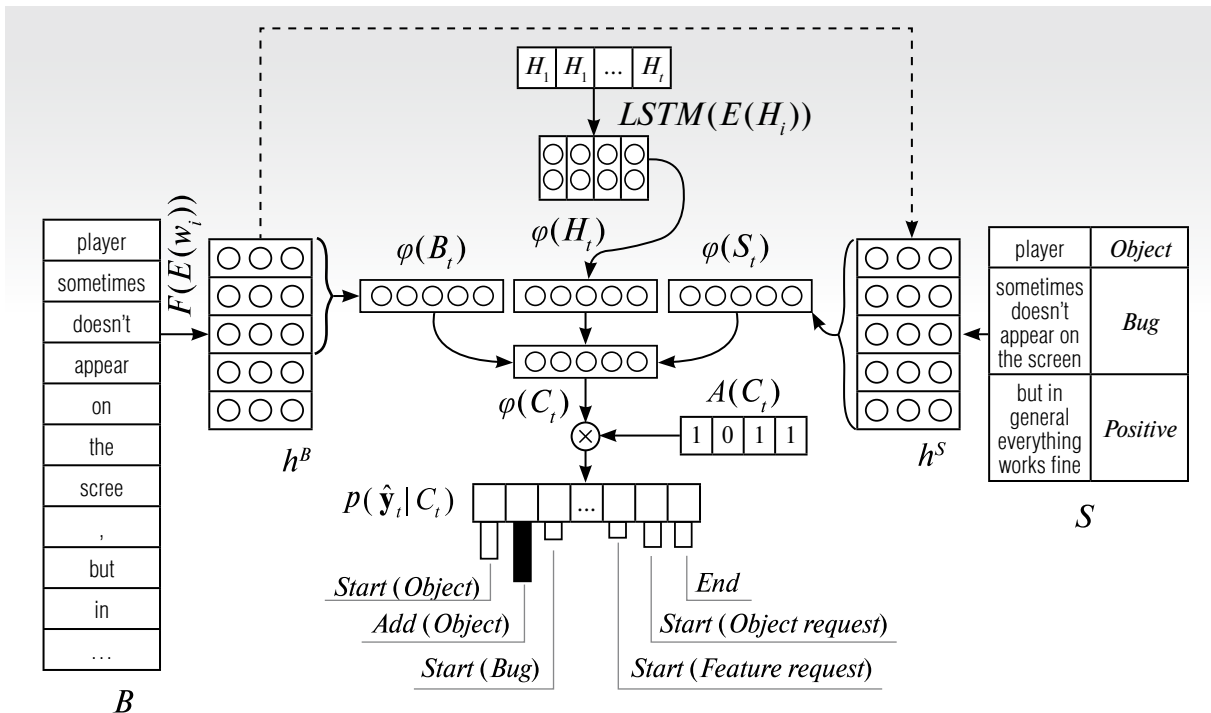 H1 H1 ... Ht
LSTM(E(Hi))
F(E(wi))
player
sometimes
doesn't
appear
on
the
scree
,
but
in
...
B
hB
φ(Bt)
φ(Ht)
φ(St)
φ(Ct)
A(Ct)
1 0 1 1
×
p(ŷt|Ct)
...
Start (Object)
Add (Object)
Start (Bug)
End
Start (Object request)
Start (Feature request)
hS
player Object
sometimes
doesn't
appear on
the screen
Bug
but in
general
everything
works fine
Positive
S